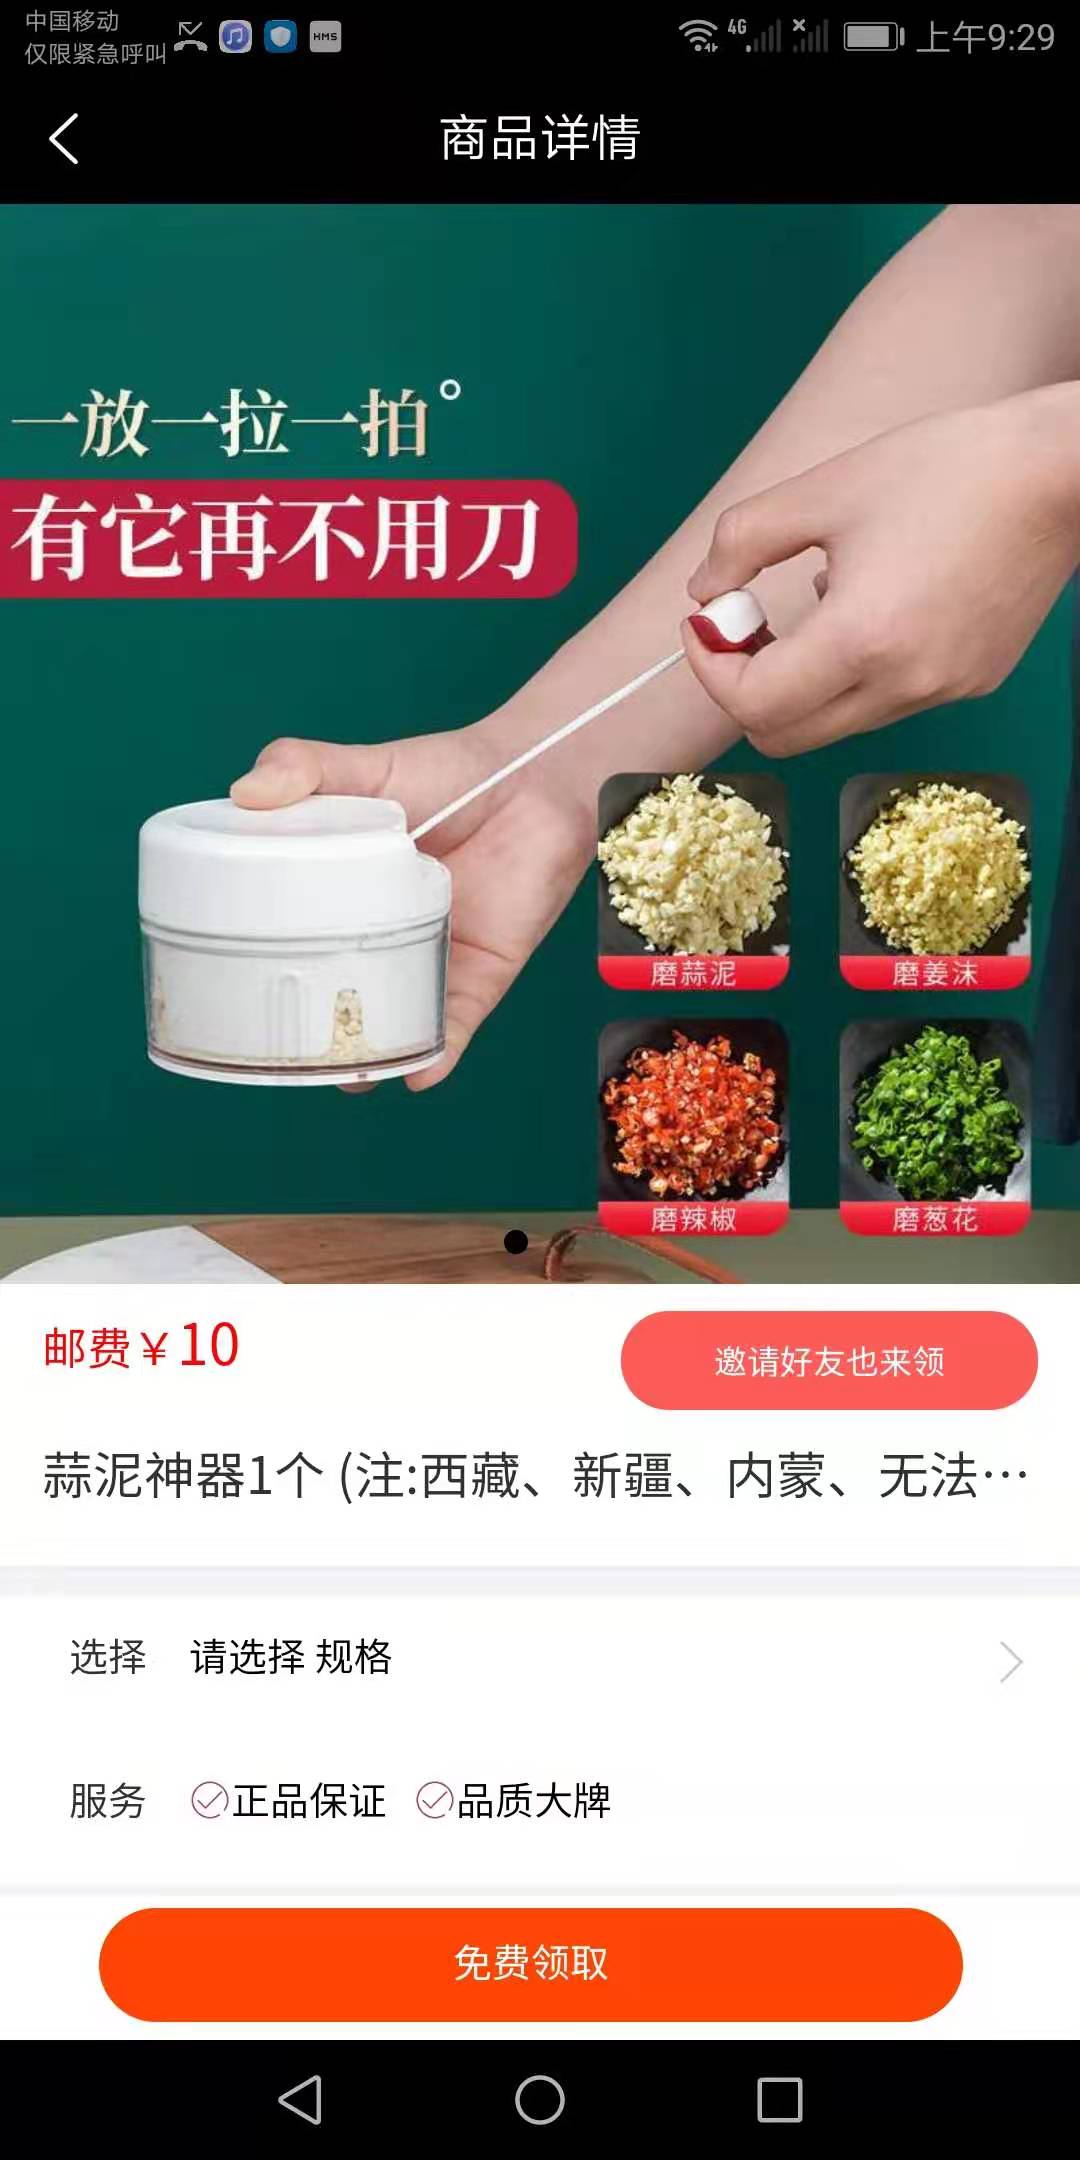 中国移动
仅限紧急呼叫
HMS
4G
上午9:29
商品详情
一放一拉一拍
有它再不用刀
磨蒜泥
磨姜沫
磨辣椒
磨葱花
邮费￥10
邀请好友也来领
蒜泥神器1个 (注:西藏、新疆、内蒙、无法…
选择 请选择 规格
服务 正品保证 品质大牌
免费领取